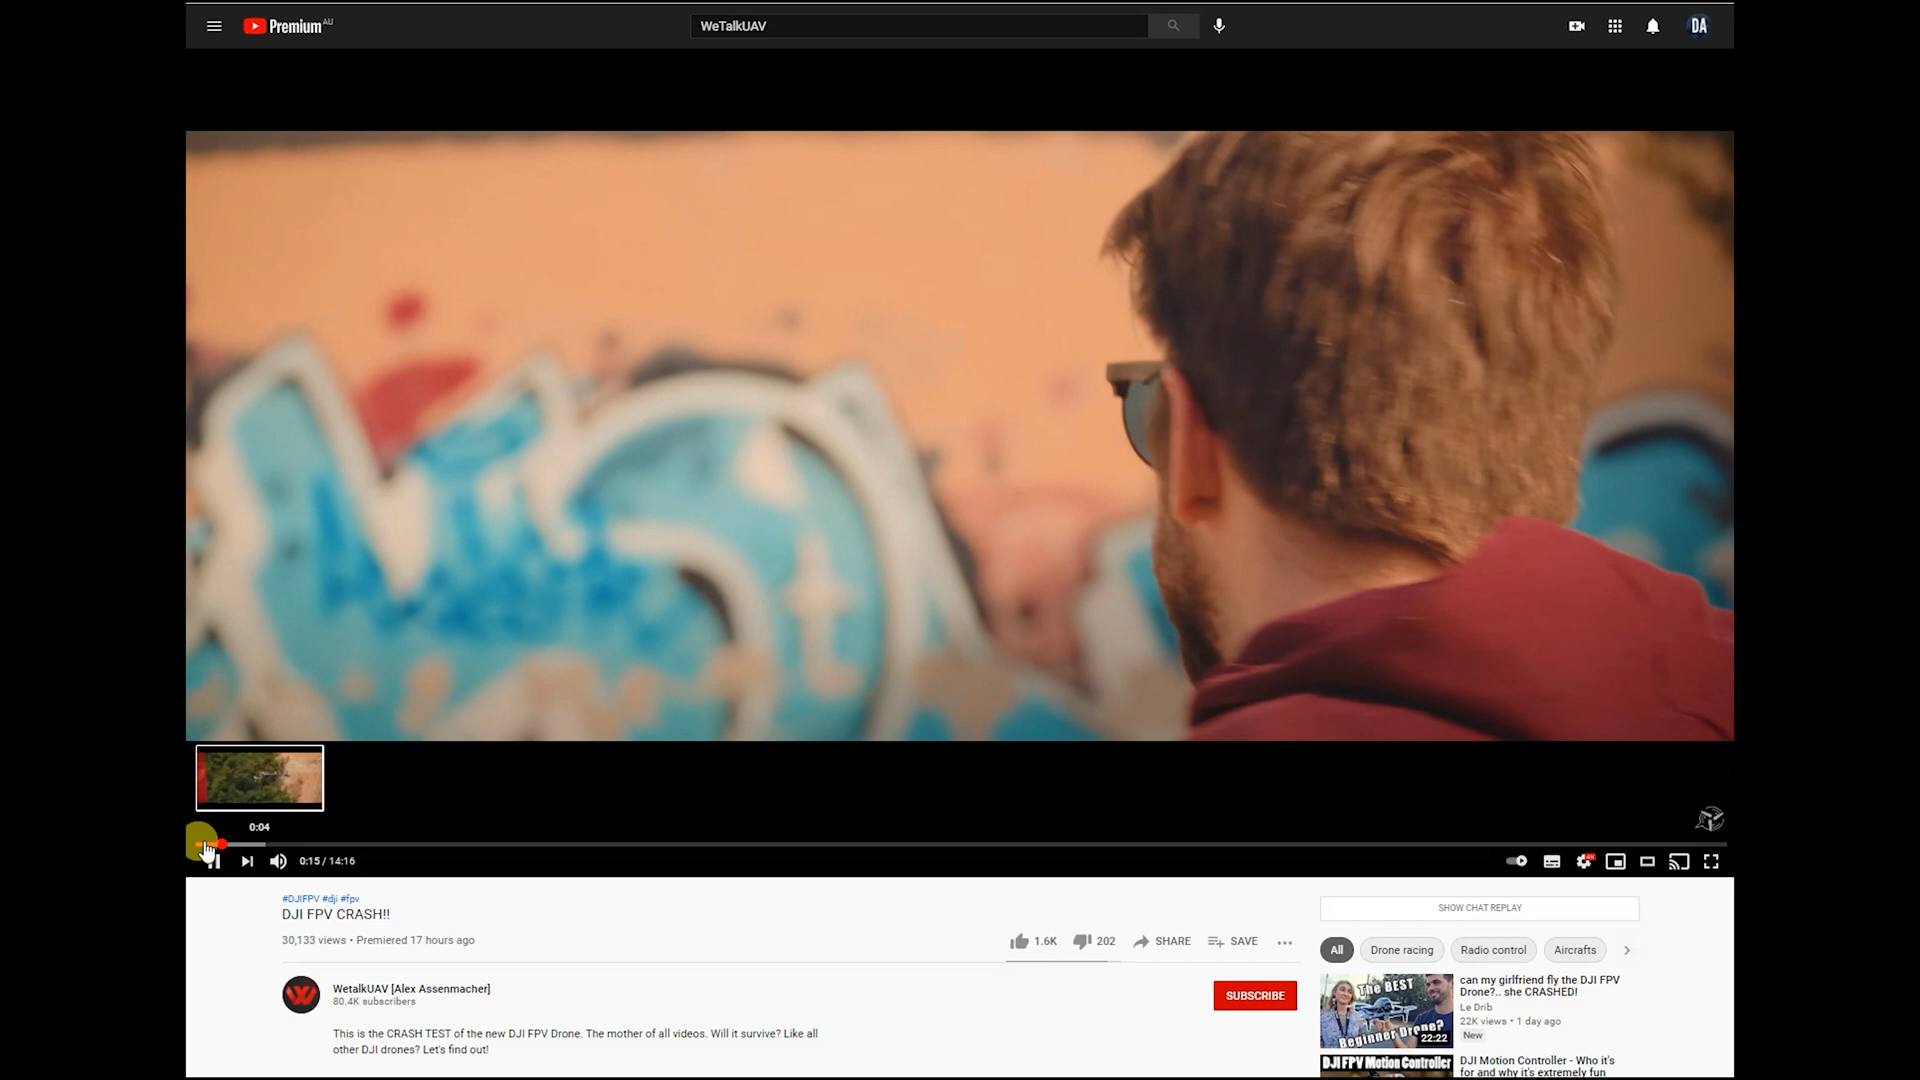 Premium AU
WeTalkUAV
DA
0:04
0:15 / 14:16
#DJIFPV #dji #fpv
DJI FPV CRASH!!
30,133 views • Premiered 17 hours ago
1.6K
202
SHARE
SAVE
WetalkUAV [Alex Assenmacher]
80.4K subscribers
SUBSCRIBE
This is the CRASH TEST of the new DJI FPV Drone. The mother of all videos. Will it survive? Like all
other DJI drones? Let's find out!
SHOW CHAT REPLAY
All
Drone racing
Radio control
Aircrafts
The BEST
Beginner Drone?
22:22
can my girlfriend fly the DJI FPV
Drone?.. she CRASHED!
Le Drib
22K views • 1 day ago
New
DJI FPV Motion Controller
DJI Motion Controller - Who it's
for and why it's extremely fun